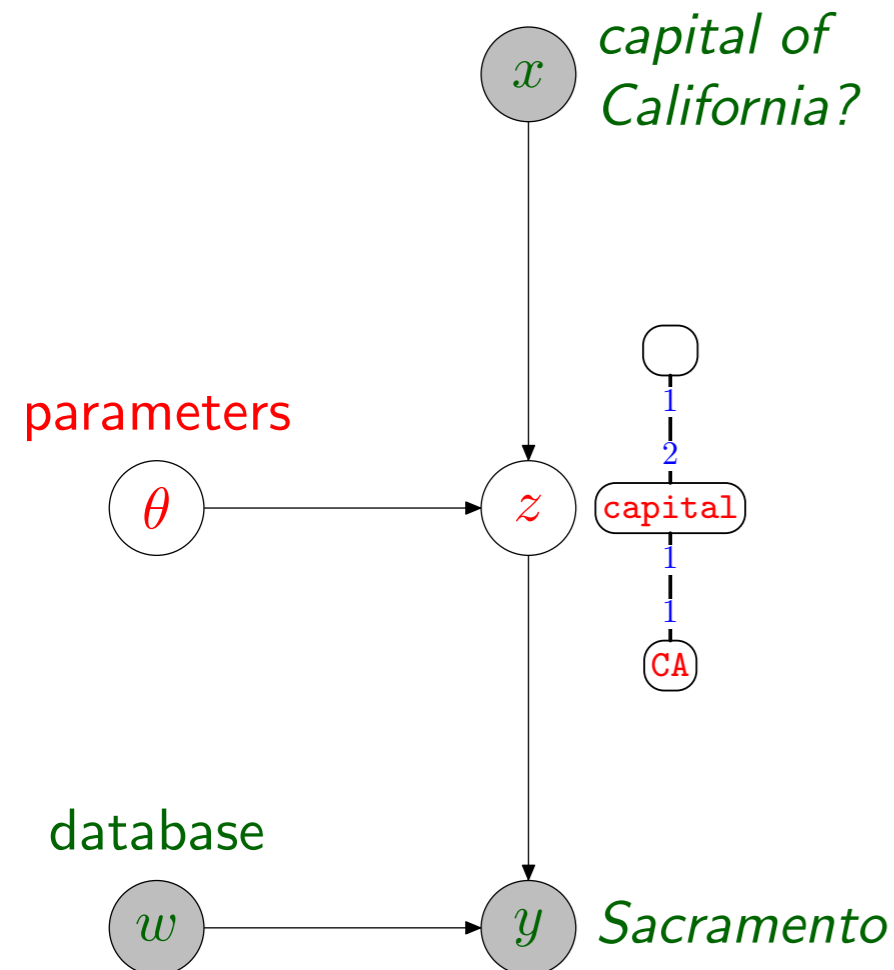 x
capital of
California?
1
2
parameters
θ
z
capital
1
1
CA
database
w
y
Sacramento